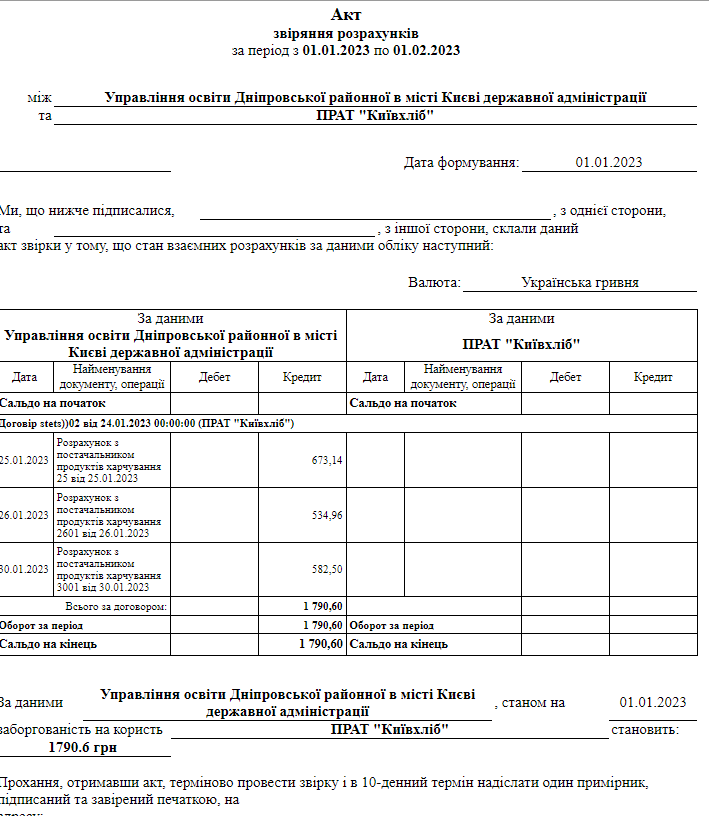 Акт
звіряння розрахунків
за період з 01.01.2023 по 01.02.2023
між Управління освіти Дніпровської районної в місті Києві державної адміністрації
та ПРАТ "Київхліб"
Дата формування: 01.01.2023
Ми, що нижче підписалися, , з однієї сторони,
та , з іншої сторони, склали даний
акт звірки у тому, що стан взаємних розрахунків за даними обліку наступний:
Валюта: Українська гривня
За даними
Управління освіти Дніпровської районної в місті
Києві державної адміністрації
За даними
ПРАТ "Київхліб"
Дата Найменування документу, операції Дебет Кредит Дата Найменування документу, операції Дебет Кредит
Сальдо на початок Сальдо на початок
Договір stets))02 від 24.01.2023 00:00:00 (ПРАТ "Київхліб")
25.01.2023 Розрахунок з постачальником продуктів харчування 25 від 25.01.2023 673,14
26.01.2023 Розрахунок з постачальником продуктів харчування 2601 від 26.01.2023 534,96
30.01.2023 Розрахунок з постачальником продуктів харчування 3001 від 30.01.2023 582,50
Всього за договором: 1 790,60
Оборот за період 1 790,60 Оборот за період
Сальдо на кінець 1 790,60 Сальдо на кінець
За даними Управління освіти Дніпровської районної в місті Києві державної адміністрації , станом на 01.01.2023
заборгованість на користь ПРАТ "Київхліб" становить:
1790.6 грн
Прохання, отримавши акт, терміново провести звірку і в 10-денний термін надіслати один примірник,
підписаний та завірений печаткою, на